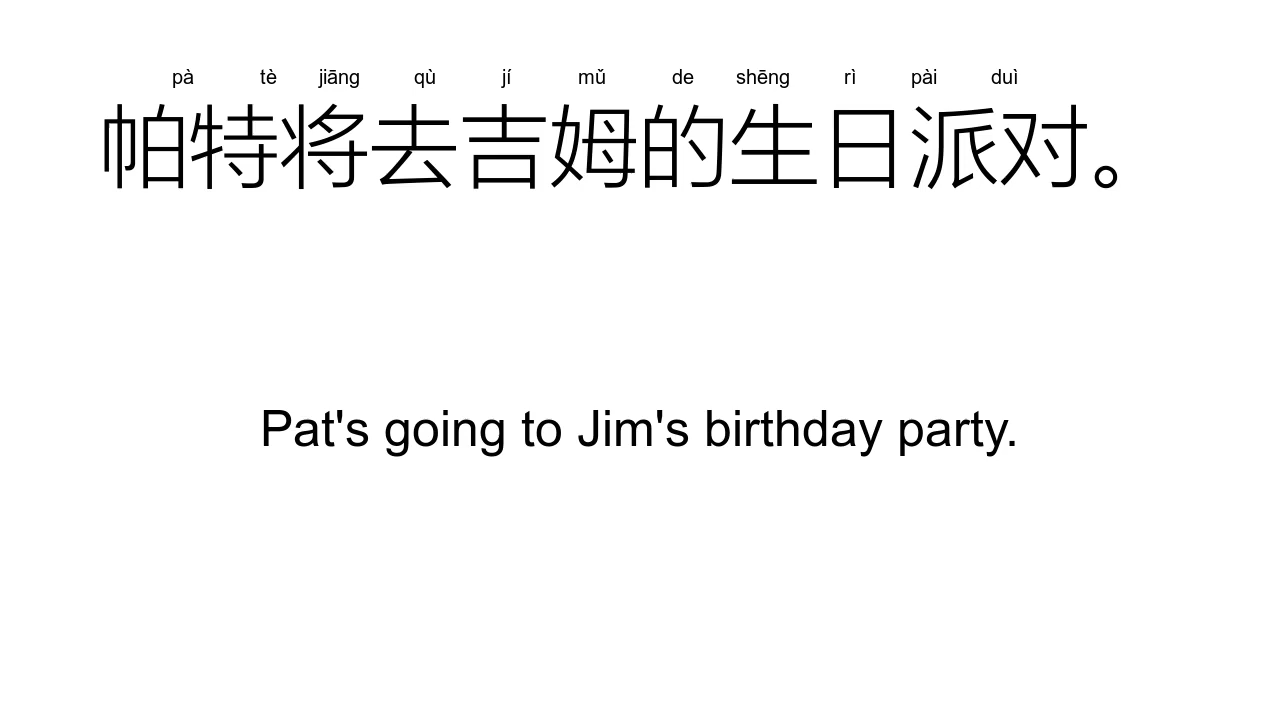 pà tè jiāng qù jí mǔ de shēng rì pài duì
帕特将去吉姆的生日派对。
Pat's going to Jim's birthday party.